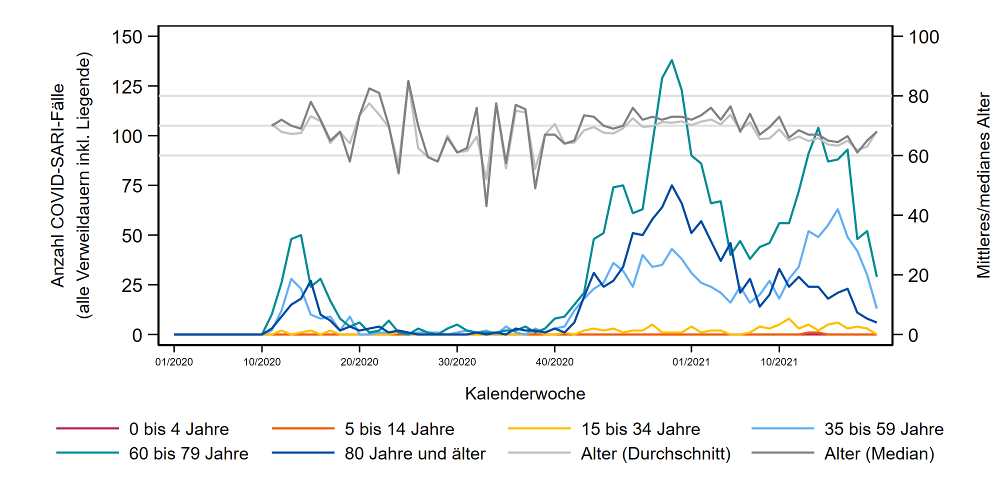 Anzahl COVID-SARI-Fälle
(alle Verweildauern inkl. Liegende)
150
125
100
75
50
25
0
100
80
60
40
20
0
Mittleres/medianes Alter
01/2020
10/2020
20/2020
30/2020
40/2020
01/2021
10/2021
Kalenderwoche
0 bis 4 Jahre
5 bis 14 Jahre
15 bis 34 Jahre
35 bis 59 Jahre
60 bis 79 Jahre
80 Jahre und älter
Alter (Durchschnitt)
Alter (Median)